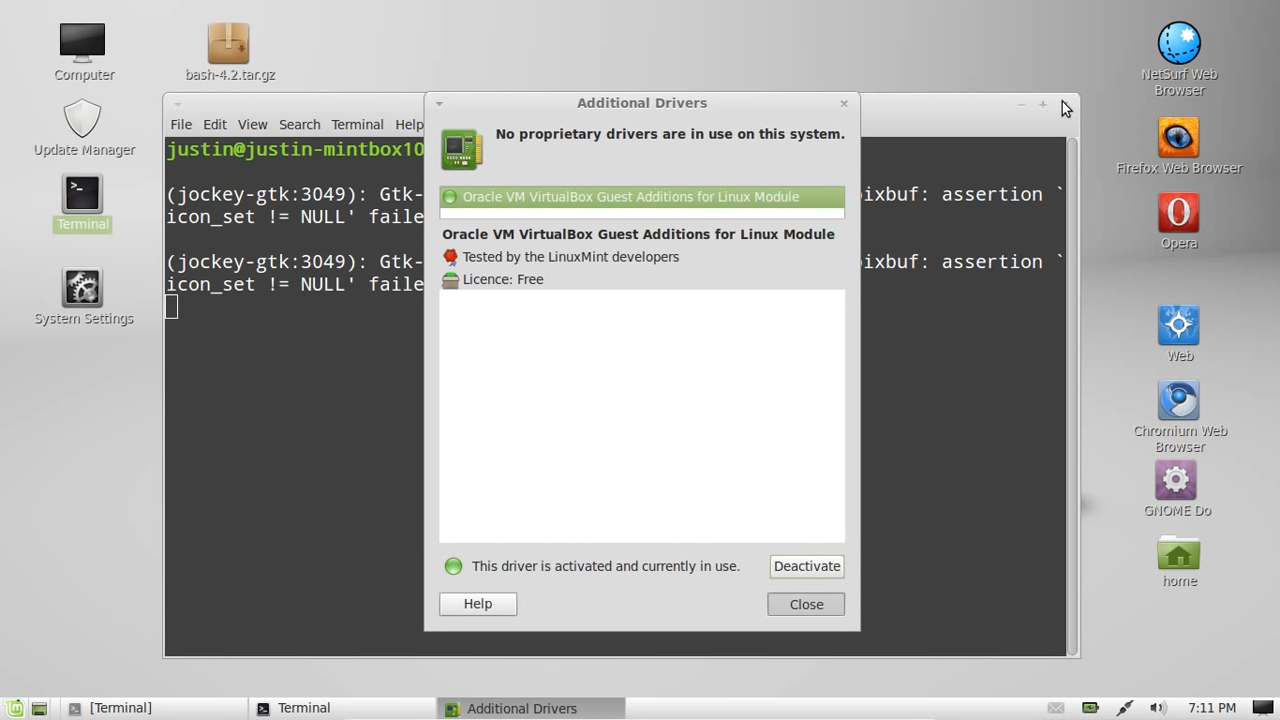 Computer
bash-4.2.tar.gz
Update Manager
Terminal
System Settings
NetSurf Web
Browser
Firefox Web Browser
Opera
Web
Chromium Web
Browser
GNOME Do
home
File Edit View Search Terminal Help
justin@justin-mintbox10
(jockey-gtk:3049): Gtk-
pixbuf: assertion `
icon_set != NULL' faile
(jockey-gtk:3049): Gtk-
pixbuf: assertion `
icon_set != NULL' faile
Additional Drivers
No proprietary drivers are in use on this system.
Oracle VM VirtualBox Guest Additions for Linux Module
Oracle VM VirtualBox Guest Additions for Linux Module
Tested by the LinuxMint developers
Licence: Free
This driver is activated and currently in use.
Deactivate
Help
Close
[Terminal]
Terminal
Additional Drivers
7:11 PM